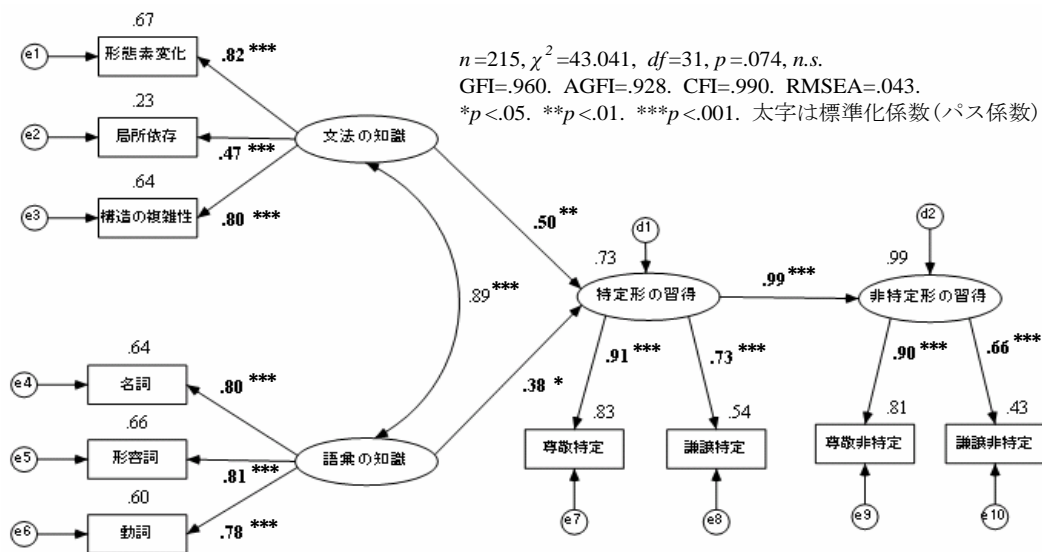 .67
e1
形態素変化
.82 ***
n=215, χ²=43.041, df=31, p=.074, n.s.
GFI=.960. AGFI=.928. CFI=.990. RMSEA=.043.
*p<.05. **p<.01. ***p<.001. 太字は標準化係数(パス係数)
.23
e2
局所依存
.47 ***
文法の知識
.64
e3
構造の複雑性
.80 ***
.50 **
d1
d2
.73
.99
.89 ***
特定形の習得
.99 ***
非特定形の習得
.64
e4
名詞
.80 ***
.91 ***
.73 ***
.90 ***
.66 ***
.38 *
.66
e5
形容詞
.81 ***
語彙の知識
.83
.54
.81
.43
尊敬特定
謙譲特定
尊敬非特定
謙譲非特定
.60
e6
動詞
.78 ***
e7
e8
e9
e10